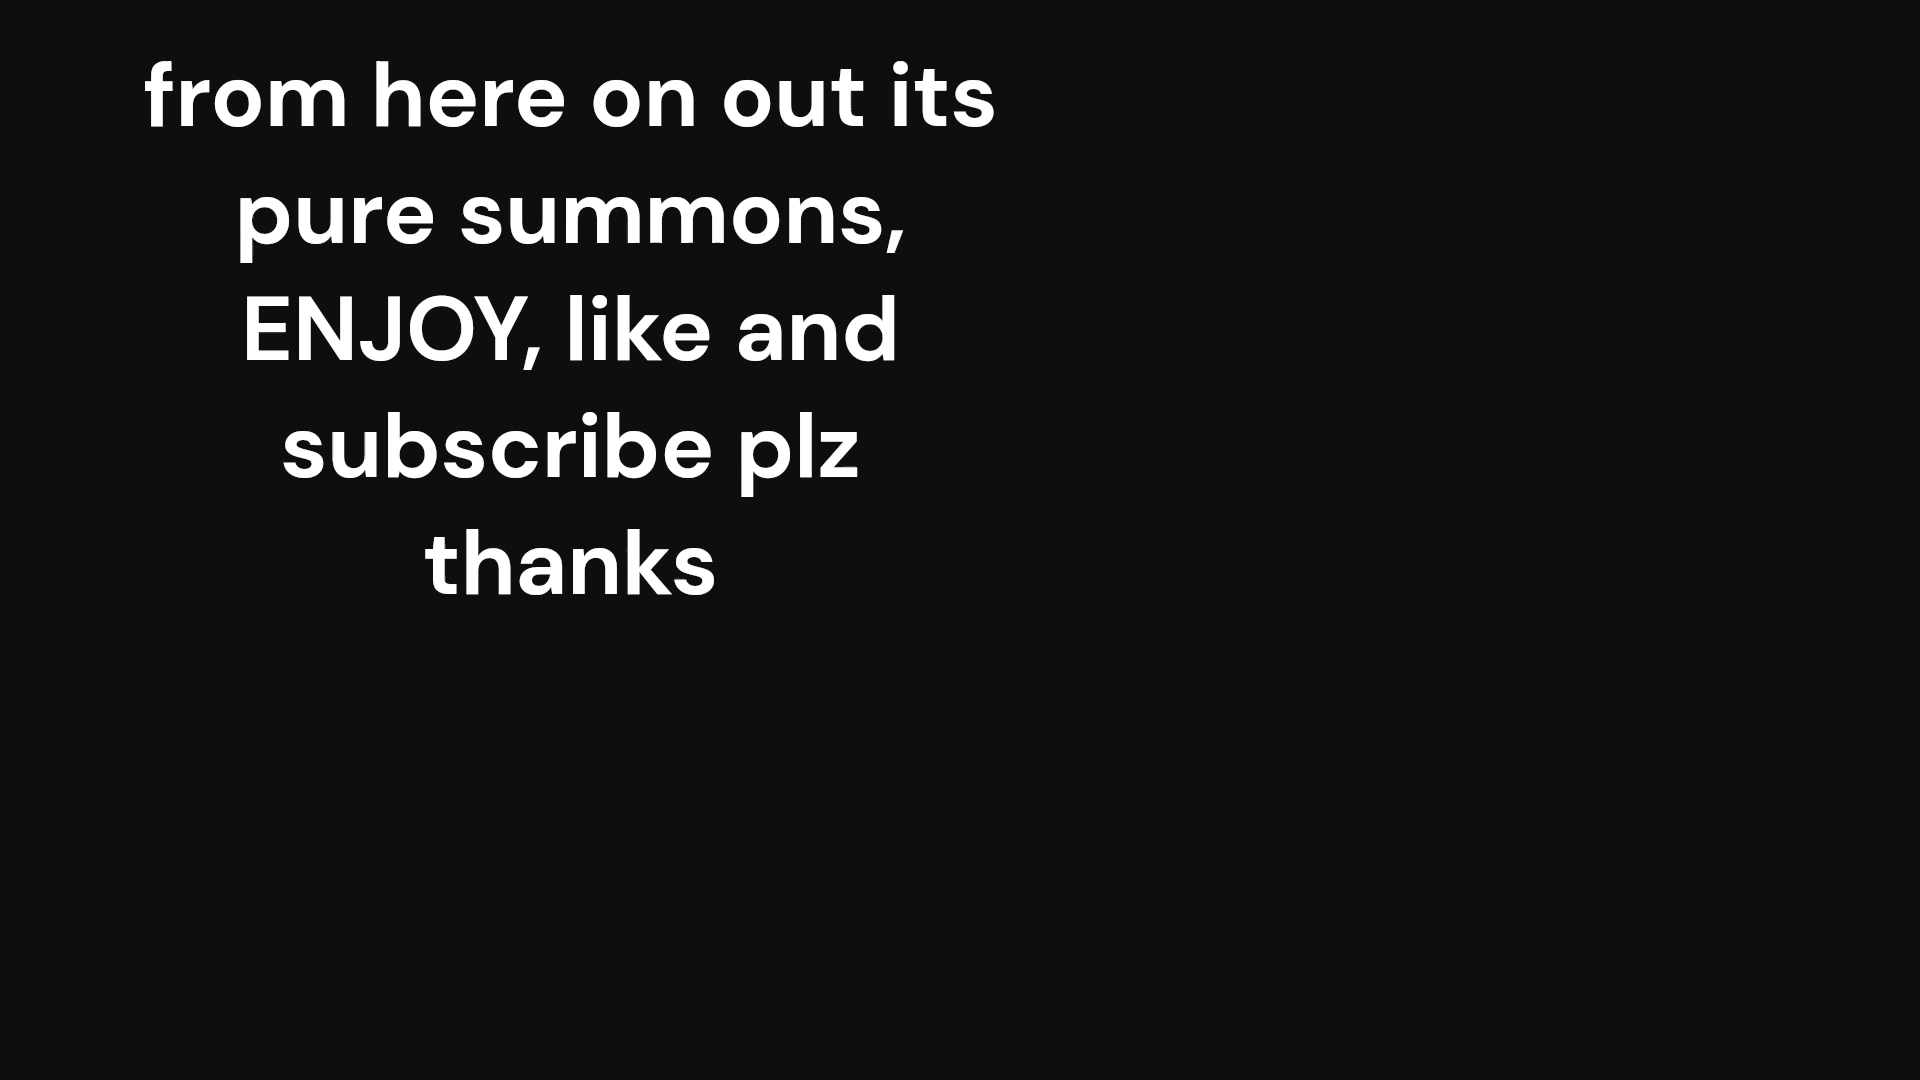 from here on out its
pure summons,
ENJOY, like and
subscribe plz
thanks